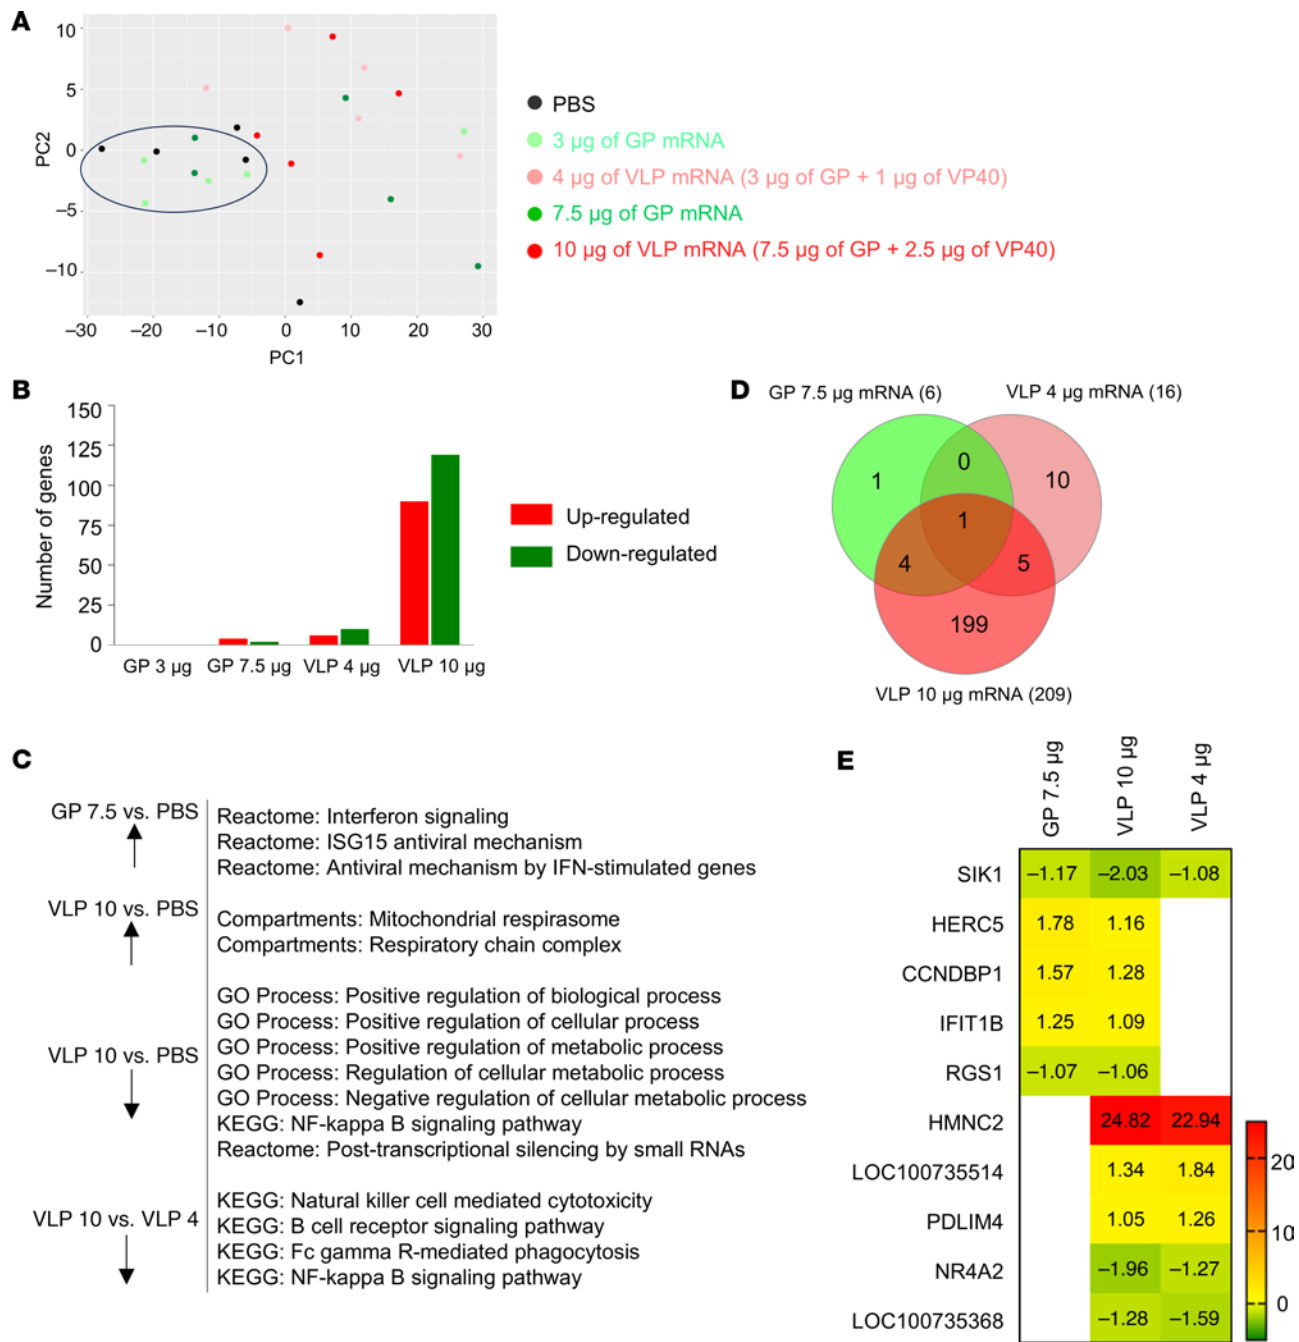 A
10
5
0
−5
−10
PC2
−30
−20
−10
0
10
20
30
PC1
PBS
3 µg of GP mRNA
4 µg of VLP mRNA (3 µg of GP + 1 µg of VP40)
7.5 µg of GP mRNA
10 µg of VLP mRNA (7.5 µg of GP + 2.5 µg of VP40)
B
150
125
100
75
50
25
0
Number of genes
GP 3 µg
GP 7.5 µg
VLP 4 µg
VLP 10 µg
Up-regulated
Down-regulated
D
GP 7.5 µg mRNA (6)
VLP 4 µg mRNA (16)
1
0
10
1
4
5
199
VLP 10 µg mRNA (209)
C
GP 7.5 vs. PBS
Reactome: Interferon signaling
Reactome: ISG15 antiviral mechanism
Reactome: Antiviral mechanism by IFN-stimulated genes
VLP 10 vs. PBS
Compartments: Mitochondrial respirasome
Compartments: Respiratory chain complex
VLP 10 vs. PBS
GO Process: Positive regulation of biological process
GO Process: Positive regulation of cellular process
GO Process: Positive regulation of metabolic process
GO Process: Regulation of cellular metabolic process
GO Process: Negative regulation of cellular metabolic process
KEGG: NF-kappa B signaling pathway
Reactome: Post-transcriptional silencing by small RNAs
VLP 10 vs. VLP 4
KEGG: Natural killer cell mediated cytotoxicity
KEGG: B cell receptor signaling pathway
KEGG: Fc gamma R-mediated phagocytosis
KEGG: NF-kappa B signaling pathway
E
GP 7.5 µg
VLP 10 µg
VLP 4 µg
SIK1 −1.17 −2.03 −1.08
HERC5 1.78 1.16
CCNDBP1 1.57 1.28
IFIT1B 1.25 1.09
RGS1 −1.07 −1.06
HMNC2 24.82 22.94
LOC100735514 1.34 1.84
PDLIM4 1.05 1.26
NR4A2 −1.96 −1.27
LOC100735368 −1.28 −1.59
20
10
0